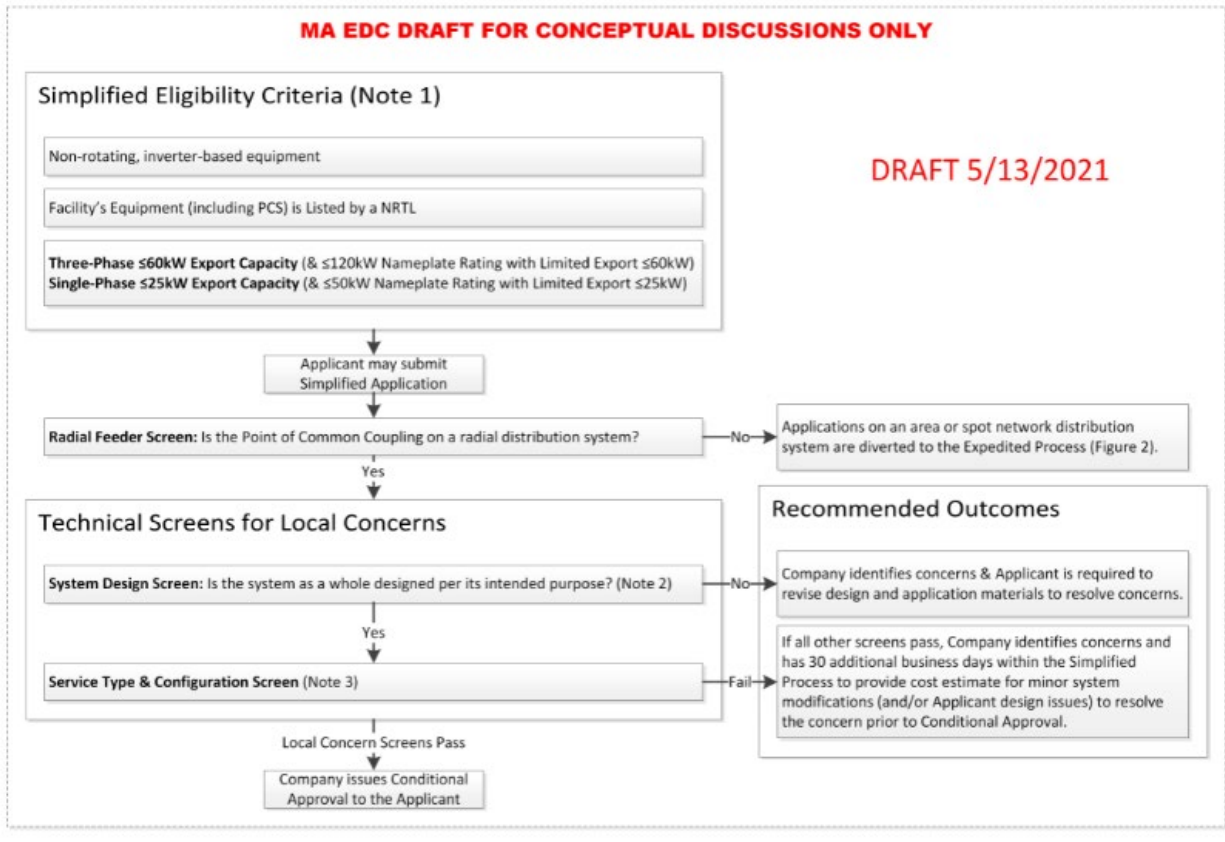 MA EDC DRAFT FOR CONCEPTUAL DISCUSSIONS ONLY
DRAFT 5/13/2021
Simplified Eligibility Criteria (Note 1)
Non-rotating, inverter-based equipment
Facility's Equipment (including PCS) is Listed by a NRTL
Three-Phase ≤60kW Export Capacity (& ≤120kW Nameplate Rating with Limited Export ≤60kW)
Single-Phase ≤25kW Export Capacity (& ≤50kW Nameplate Rating with Limited Export ≤25kW)
Applicant may submit
Simplified Application
Radial Feeder Screen: Is the Point of Common Coupling on a radial distribution system?
No
Applications on an area or spot network distribution
system are diverted to the Expedited Process (Figure 2).
Yes
Technical Screens for Local Concerns
System Design Screen: Is the system as a whole designed per its intended purpose? (Note 2)
Yes
Service Type & Configuration Screen (Note 3)
Recommended Outcomes
No
Company identifies concerns & Applicant is required to
revise design and application materials to resolve concerns.
Fail
If all other screens pass, Company identifies concerns and
has 30 additional business days within the Simplified
Process to provide cost estimate for minor system
modifications (and/or Applicant design issues) to resolve
the concern prior to Conditional Approval.
Local Concern Screens Pass
Company issues Conditional
Approval to the Applicant